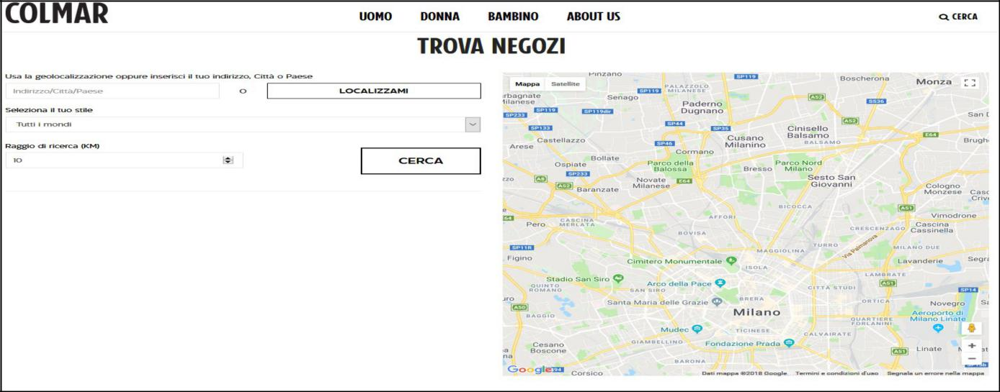 COLMAR
UOMO DONNA BAMBINO ABOUT US
CERCA
TROVA NEGOZI
Usa la geolocalizzazione oppure inserisci il tuo indirizzo, Città o Paese
Indirizzo/Città/Paese O LOCALIZZAMI
Seleziona il tuo stile
Tutti i mondi
Raggio di ricerca (KM)
10
CERCA
Mappa Satellite
Pinzano
SP119
Boscherona
Monza
rbagnate
Milanese
Senago
SP119
PALAZZOLO
MILANESE
Paderno
Dugnano
A52
SS36
SP233
SP119
SP119dir
SP133
SP44
SP35
A52
San D
Cinisello
Balsamo
BALSAMO
E64
Castellazzo
Arese
SP46
Cusano
Milanino
Brugh
Cormano
Bollate
Ospiate
SP233
Parco della
Balossa
Bresso
Parco Nord
Milano
Sesto San
Giovanni
zzo
A8
A52
Baranzate
Novate
Milanese
E64
Cologno
Monzese
Casc
Crive
BICOCCA
A51
E64
Pero
CASCINA
MERLATA
AFFORI
Vimodrone
CRESCENZAGO
Cascina
Cassinella
BOVISA
Via Palmanova
SP11R
MAGGIOLINA
TURRO
MILANO DUE
Figino
Cimitero Monumentale
ISOLA
Lavanderie
Segra
Stadio San Siro
LAMBRATE
QUINTO
ROMANO
SAN SIRO
Arco della Pace
CITTÀ STUDI
A51
SP14
uro
Santa Maria delle Grazie
BRERA
ORTICA
Novegro
A50
BAGGIO
Milano
QUARTIERE
FORLANINI
Aeroporto di
Milano Linate
Mudec
TICINESE
CALVAIRATE
Cesano
Boscone
GIAMBELLINO
Fondazione Prada
A51
Linate
+
BARONA
−
Google
Corsico
Dati mappa ©2018 Google Termini e condizioni d'uso Segnala un errore nella mappa